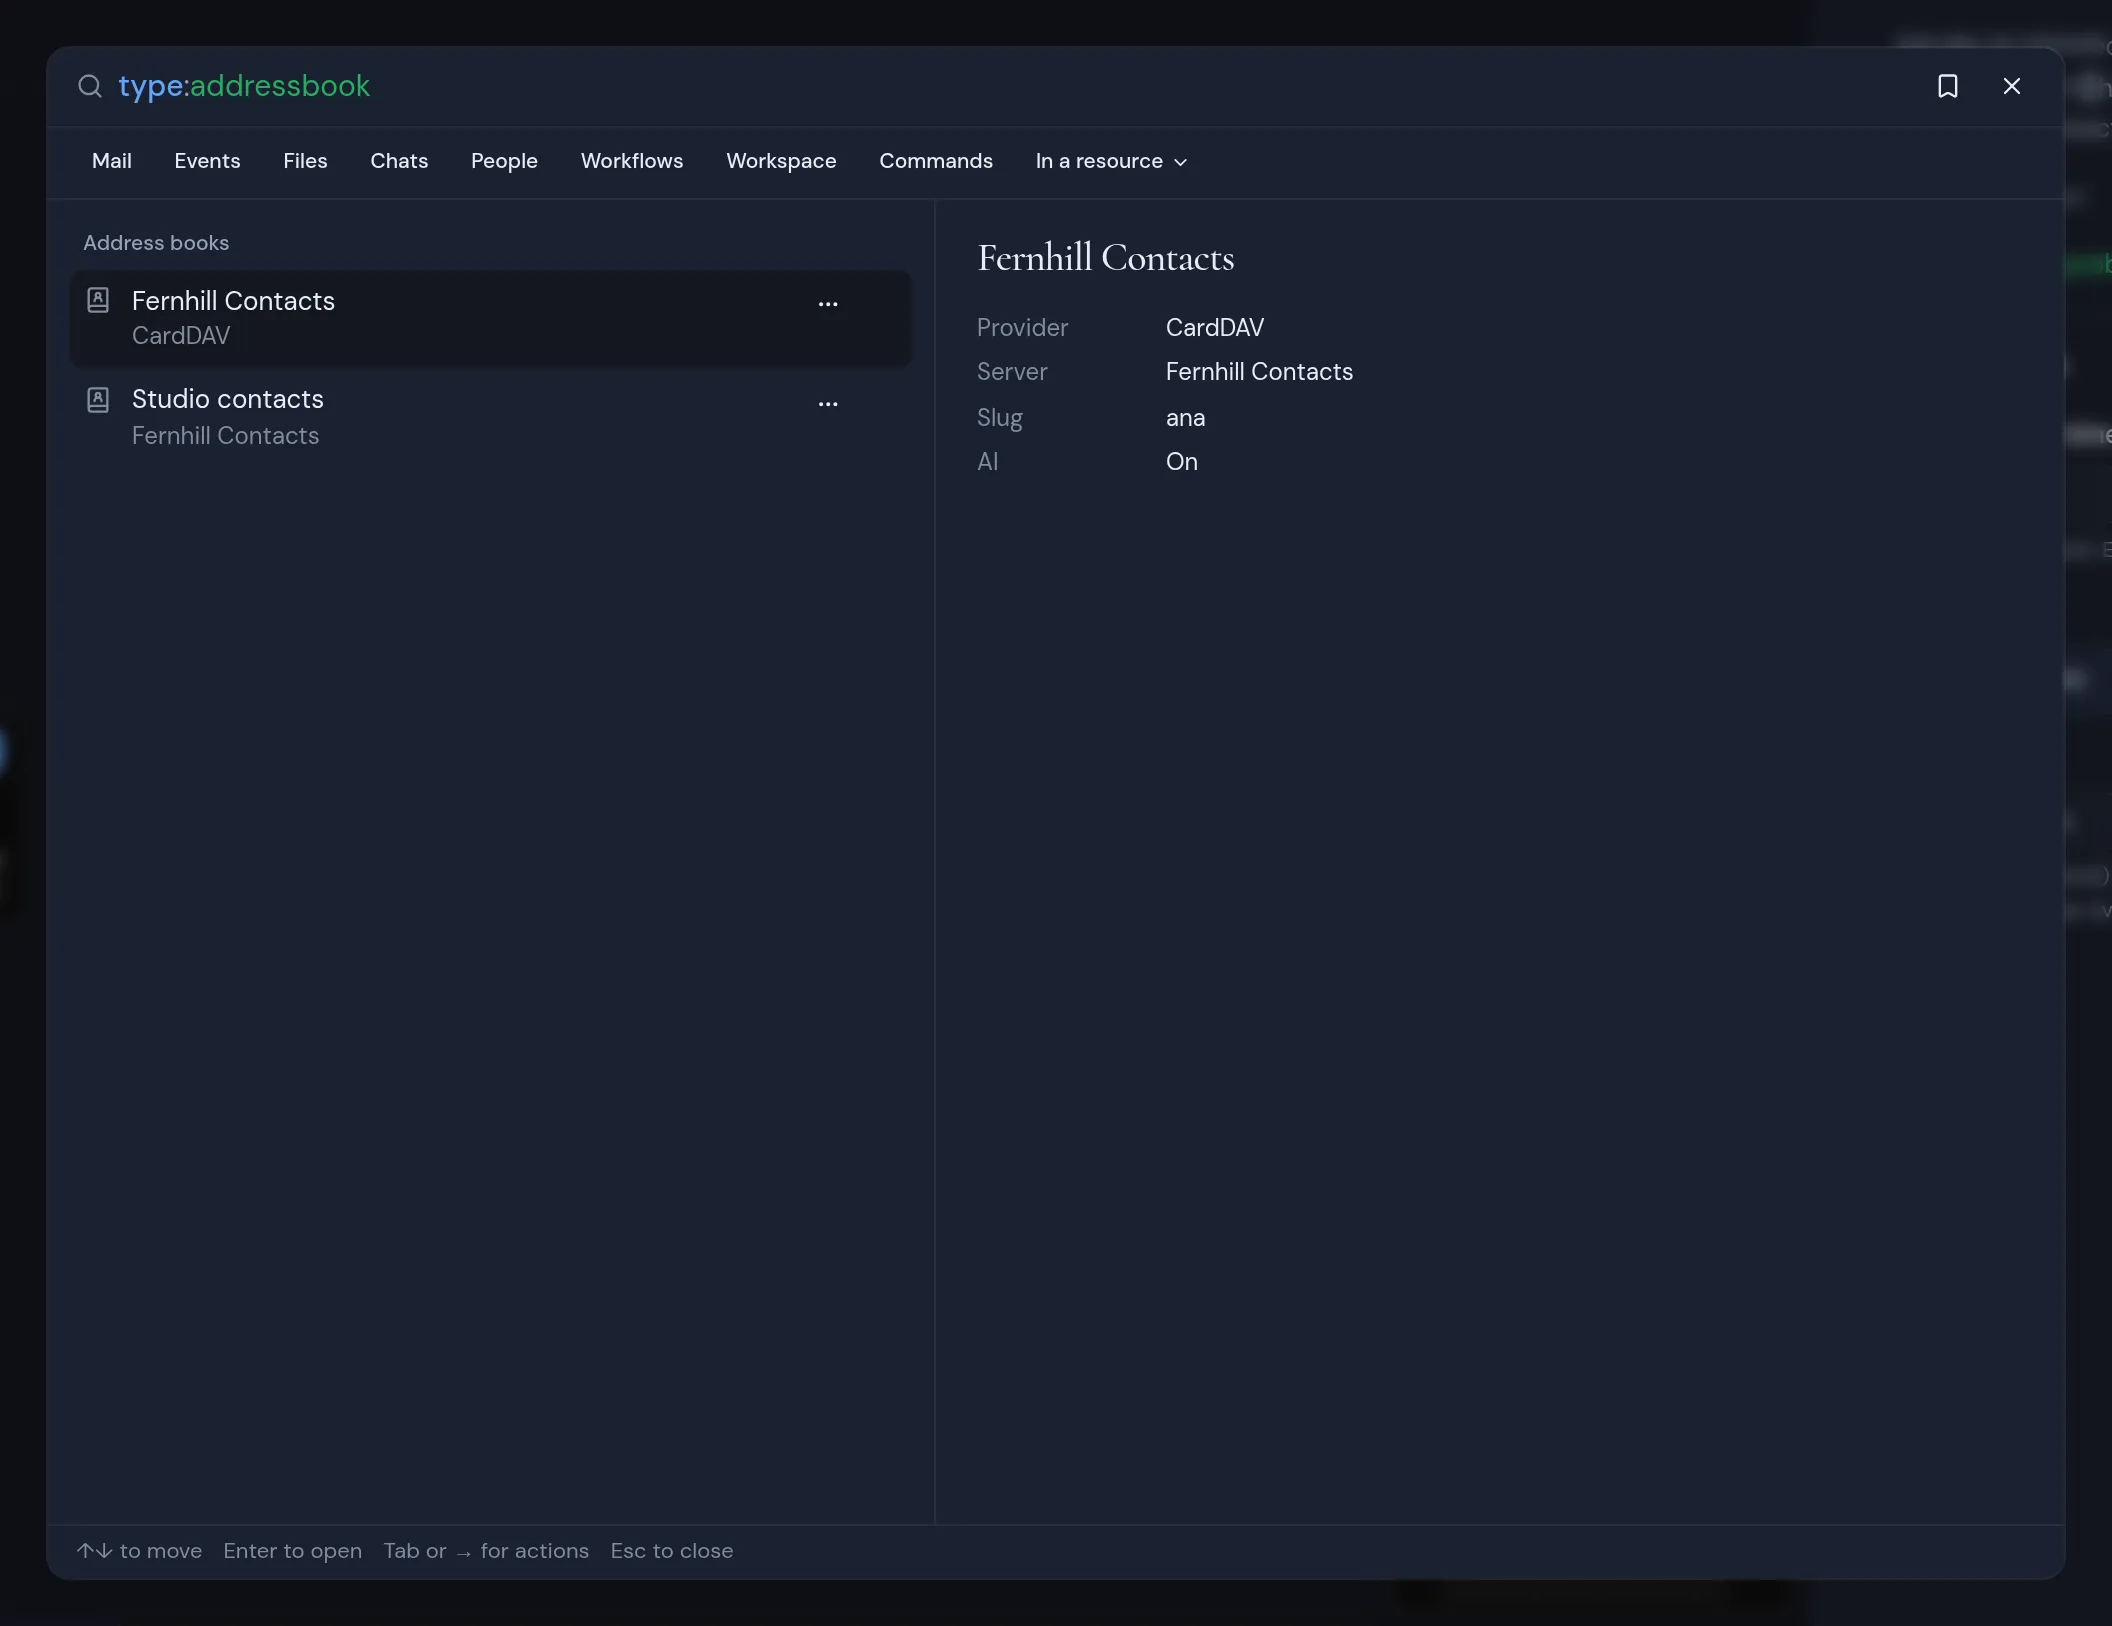 type:addressbook
Mail Events Files Chats People Workflows Workspace Commands In a resource
Address books
Fernhill Contacts
CardDAV
Studio contacts
Fernhill Contacts
Fernhill Contacts
Provider CardDAV
Server Fernhill Contacts
Slug ana
AI On
↑↓ to move Enter to open Tab or → for actions Esc to close